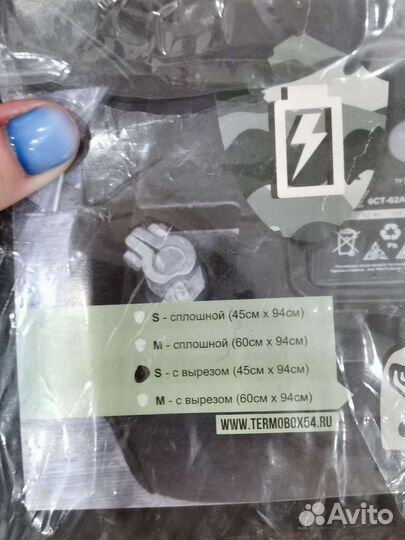 6СТ-62А
S - сплошной (45см x 94см)
M - сплошной (60см x 94см)
S - с вырезом (45см x 94см)
M - с вырезом (60см x 94см)
WWW.TERMOBOX54.RU
Avito